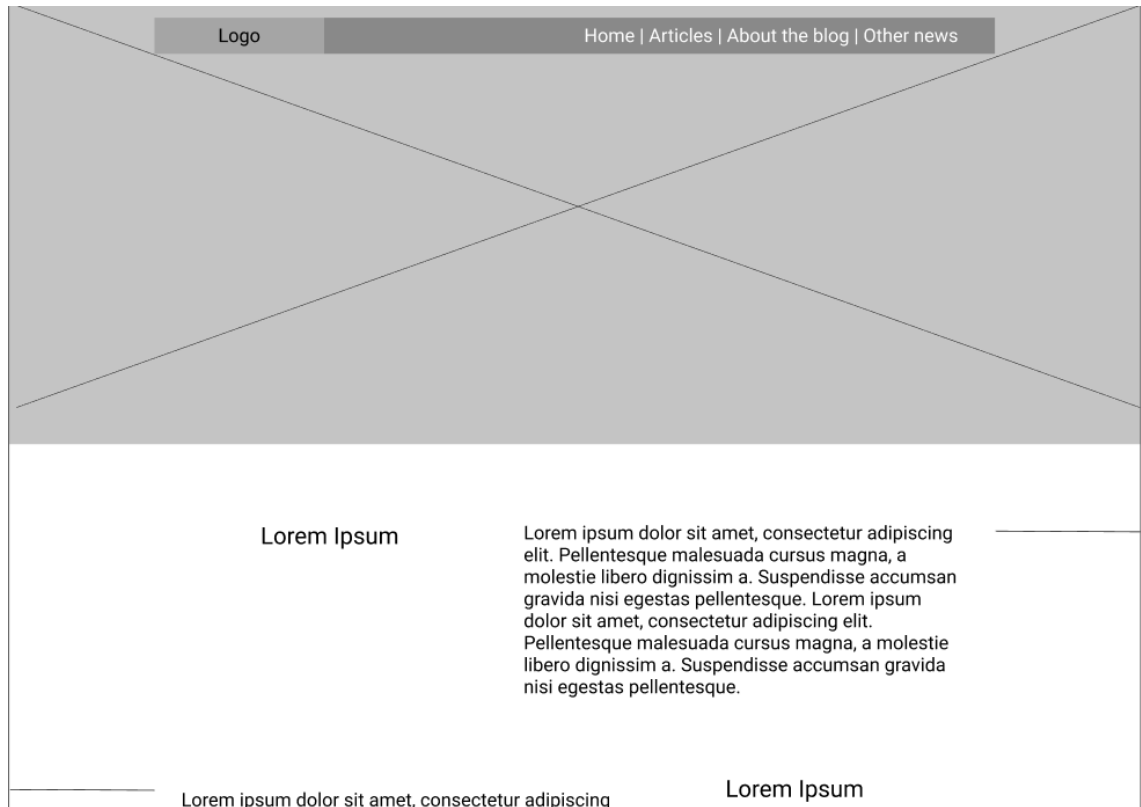 Logo
Home | Articles | About the blog | Other news
Lorem Ipsum
Lorem ipsum dolor sit amet, consectetur adipiscing
elit. Pellentesque malesuada cursus magna, a
molestie libero dignissim a. Suspendisse accumsan
gravida nisi egestas pellentesque. Lorem ipsum
dolor sit amet, consectetur adipiscing elit.
Pellentesque malesuada cursus magna, a molestie
libero dignissim a. Suspendisse accumsan gravida
nisi egestas pellentesque.
Lorem ipsum dolor sit amet, consectetur adipiscing
Lorem Ipsum